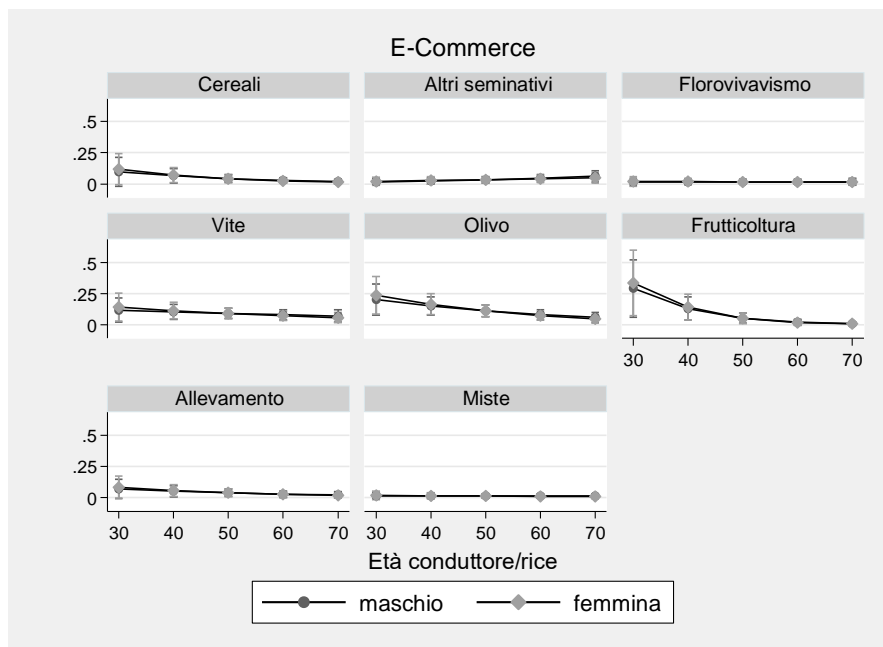 E-Commerce
Cereali Altri seminativi Florovivavismo
.5
.25
0
Vite Olivo Frutticoltura
.5
.25
0
30 40 50 60 70
Allevamento Miste
.5
.25
0
30 40 50 60 70 30 40 50 60 70
Età conduttore/rice
maschio femmina